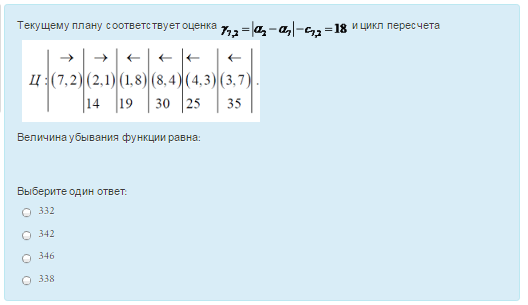 Текущему плану соответствует оценка γ₇,₂ = |α₂ − α₇| − c₇,₂ = 18 и цикл пересчета
→ → ← ← ← ←
Ц: (7,2) (2,1) (1,8) (8,4) (4,3) (3,7) .
14 19 30 25 35
Величина убывания функции равна:
Выберите один ответ:
332
342
346
338